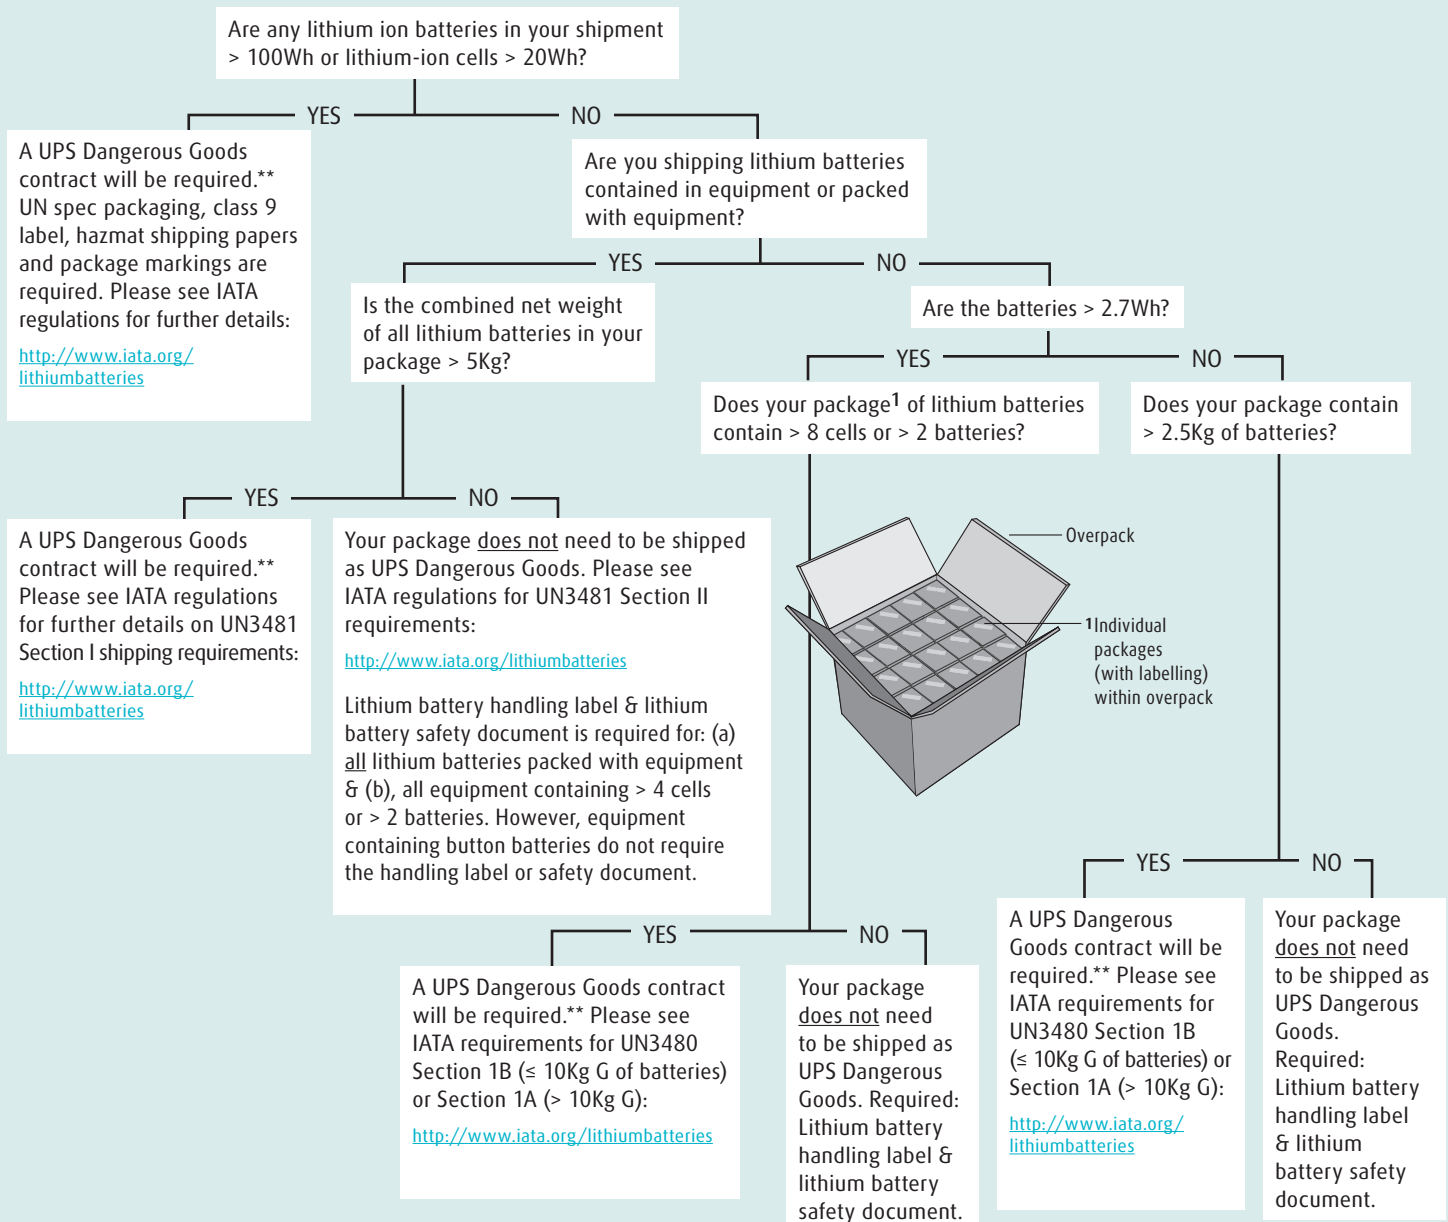 Are any lithium ion batteries in your shipment
> 100Wh or lithium-ion cells > 20Wh?
YES
NO
A UPS Dangerous Goods
contract will be required.**
UN spec packaging, class 9
label, hazmat shipping papers
and package markings are
required. Please see IATA
regulations for further details:
http://www.iata.org/
lithiumbatteries
Are you shipping lithium batteries
contained in equipment or packed
with equipment?
YES
NO
Is the combined net weight
of all lithium batteries in your
package > 5Kg?
Are the batteries > 2.7Wh?
YES
NO
Does your package¹ of lithium batteries
contain > 8 cells or > 2 batteries?
Does your package contain
> 2.5Kg of batteries?
YES
NO
A UPS Dangerous Goods
contract will be required.**
Please see IATA regulations
for further details on UN3481
Section I shipping requirements:
http://www.iata.org/
lithiumbatteries
Your package does not need to be shipped
as UPS Dangerous Goods. Please see
IATA regulations for UN3481 Section II
requirements:
http://www.iata.org/lithiumbatteries
Lithium battery handling label & lithium
battery safety document is required for: (a)
all lithium batteries packed with equipment
& (b), all equipment containing > 4 cells
or > 2 batteries. However, equipment
containing button batteries do not require
the handling label or safety document.
Overpack
¹Individual
packages
(with labelling)
within overpack
YES
NO
A UPS Dangerous Goods contract
will be required.** Please see
IATA requirements for UN3480
Section 1B (≤ 10Kg G of batteries)
or Section 1A (> 10Kg G):
http://www.iata.org/lithiumbatteries
Your package
does not need
to be shipped as
UPS Dangerous
Goods. Required:
Lithium battery
handling label &
lithium battery
safety document.
YES
NO
A UPS Dangerous
Goods contract will be
required.** Please see
IATA requirements for
UN3480 Section 1B
(≤ 10Kg G of batteries) or
Section 1A (> 10Kg G):
http://www.iata.org/
lithiumbatteries
Your package
does not need
to be shipped as
UPS Dangerous
Goods.
Required:
Lithium battery
handling label
& lithium
battery safety
document.